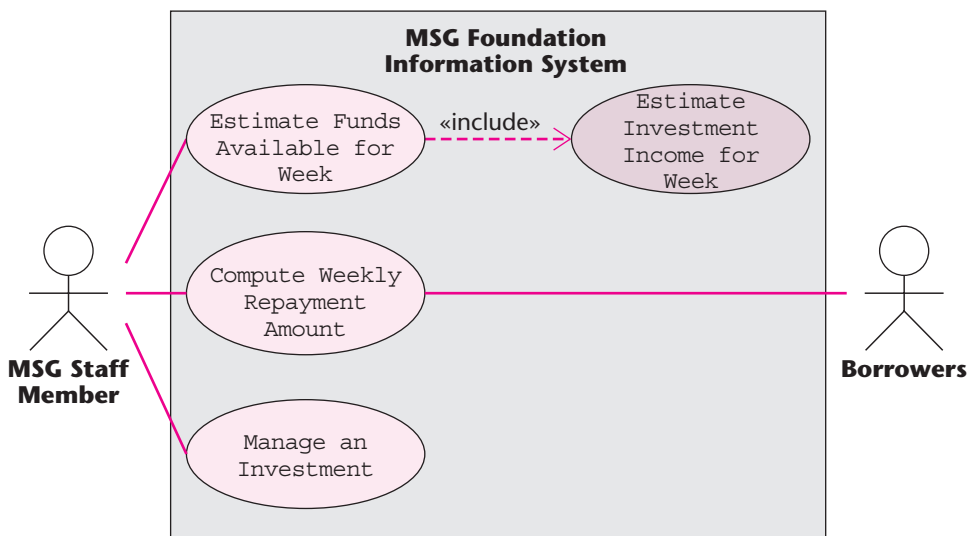 MSG Foundation
Information System
Estimate Funds
Available for
Week
«include»
Estimate
Investment
Income for
Week
Compute Weekly
Repayment
Amount
MSG Staff
Member
Borrowers
Manage an
Investment